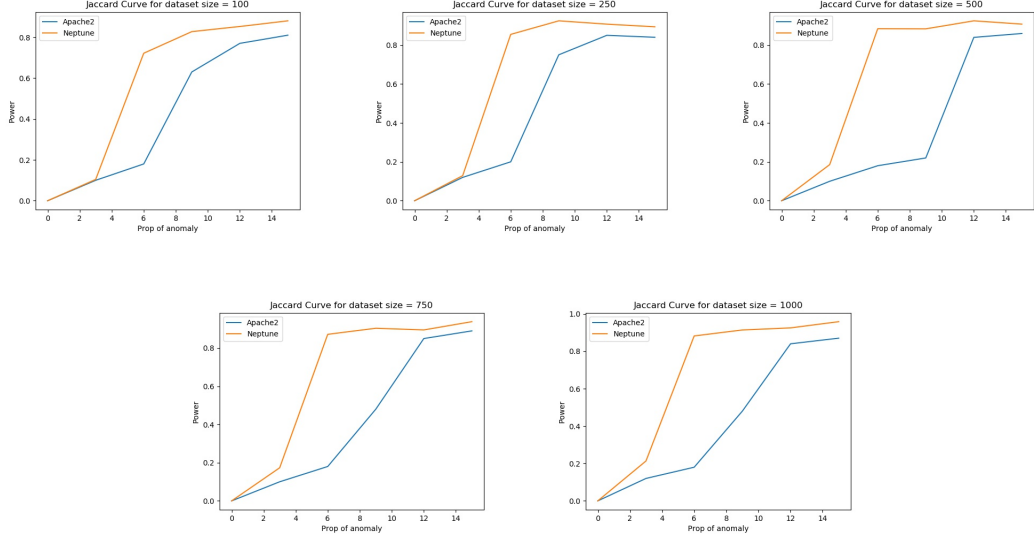 Jaccard Curve for dataset size = 100
Apache2
Neptune
0.8
0.6
0.4
0.2
0.0
Power
0 2 4 6 8 10 12 14
Prop of anomaly
Jaccard Curve for dataset size = 250
Apache2
Neptune
0.8
0.6
0.4
0.2
0.0
Power
0 2 4 6 8 10 12 14
Prop of anomaly
Jaccard Curve for dataset size = 500
Apache2
Neptune
0.8
0.6
0.4
0.2
0.0
Power
0 2 4 6 8 10 12 14
Prop of anomaly
Jaccard Curve for dataset size = 750
Apache2
Neptune
0.8
0.6
0.4
0.2
0.0
Power
0 2 4 6 8 10 12 14
Prop of anomaly
Jaccard Curve for dataset size = 1000
Apache2
Neptune
1.0
0.8
0.6
0.4
0.2
0.0
Power
0 2 4 6 8 10 12 14
Prop of anomaly